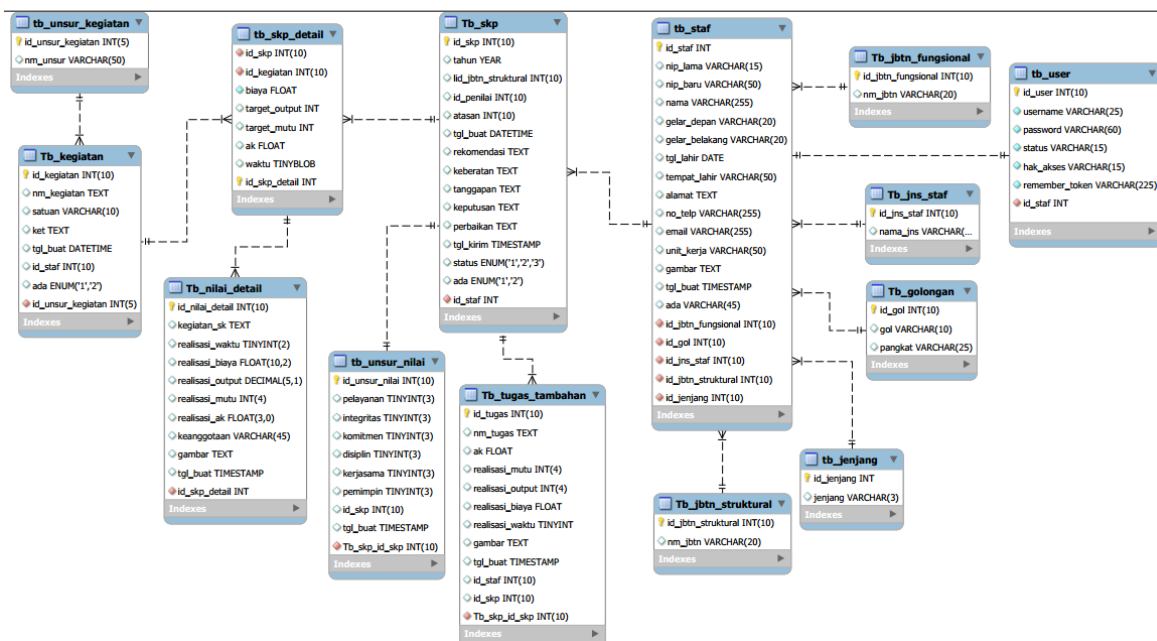 tb_unsur_kegiatan
id_unsur_kegiatan INT(5)
nm_unsur VARCHAR(50)
Indexes
Tb_kegiatan
id_kegiatan INT(10)
nm_kegiatan TEXT
satuan VARCHAR(10)
ket TEXT
tgl_buat DATETIME
id_staf INT(10)
ada ENUM('1','2')
id_unsur_kegiatan INT(5)
Indexes
tb_skp_detail
id_skp INT(10)
id_kegiatan INT(10)
biaya FLOAT
target_output INT
target_mutu INT
ak FLOAT
waktu TINYBLOB
id_skp_detail INT
Indexes
Tb_nilai_detail
id_nilai_detail INT(10)
kegiatan_sk TEXT
realisasi_waktu TINYINT(2)
realisasi_biaya FLOAT(10,2)
realisasi_output DECIMAL(5,1)
realisasi_mutu INT(4)
realisasi_ak FLOAT(3,0)
keanggotaan VARCHAR(45)
gambar TEXT
tgl_buat TIMESTAMP
id_skp_detail INT
Indexes
Tb_skp
id_skp INT(10)
tahun YEAR
lid_jbtn_struktural INT(10)
id_penilai INT(10)
atasan INT(10)
tgl_buat DATETIME
rekomendasi TEXT
keberatan TEXT
tanggapan TEXT
keputusan TEXT
perbaikan TEXT
tgl_kirim TIMESTAMP
status ENUM('1','2','3')
ada ENUM('1','2')
id_staf INT
Indexes
tb_unsur_nilai
id_unsur_nilai INT(10)
pelayanan TINYINT(3)
integritas TINYINT(3)
komitmen TINYINT(3)
disiplin TINYINT(3)
kerjasama TINYINT(3)
pemimpin TINYINT(3)
id_skp INT(10)
tgl_buat TIMESTAMP
Tb_skp_id_skp INT(10)
Indexes
Tb_tugas_tambahan
id_tugas INT(10)
nm_tugas TEXT
ak FLOAT
realisasi_mutu INT(4)
realisasi_output INT(4)
realisasi_biaya FLOAT
realisasi_waktu TINYINT
gambar TEXT
tgl_buat TIMESTAMP
id_staf INT(10)
id_skp INT(10)
Tb_skp_id_skp INT(10)
Indexes
tb_staf
id_staf INT
nip_lama VARCHAR(15)
nip_baru VARCHAR(50)
nama VARCHAR(255)
gelar_depan VARCHAR(20)
gelar_belakang VARCHAR(20)
tgl_lahir DATE
tempat_lahir VARCHAR(50)
alamat TEXT
no_telp VARCHAR(255)
email VARCHAR(255)
unit_kerja VARCHAR(50)
gambar TEXT
tgl_buat TIMESTAMP
ada VARCHAR(45)
id_jbtn_fungsional INT(10)
id_gol INT(10)
id_jns_staf INT(10)
id_jbtn_struktural INT(10)
id_jenjang INT(10)
Indexes
Tb_jbtn_struktural
id_jbtn_struktural INT(10)
nm_jbtn VARCHAR(20)
Indexes
Tb_jbtn_fungsional
id_jbtn_fungsional INT(10)
nm_jbtn VARCHAR(20)
Indexes
Tb_jns_staf
id_jns_staf INT(10)
nama_jns VARCHAR(...
Indexes
Tb_golongan
id_gol INT(10)
gol VARCHAR(10)
pangkat VARCHAR(25)
Indexes
tb_jenjang
id_jenjang INT
jenjang VARCHAR(3)
Indexes
tb_user
id_user INT(10)
username VARCHAR(25)
password VARCHAR(60)
status VARCHAR(15)
hak_akses VARCHAR(15)
remember_token VARCHAR(225)
id_staf INT
Indexes